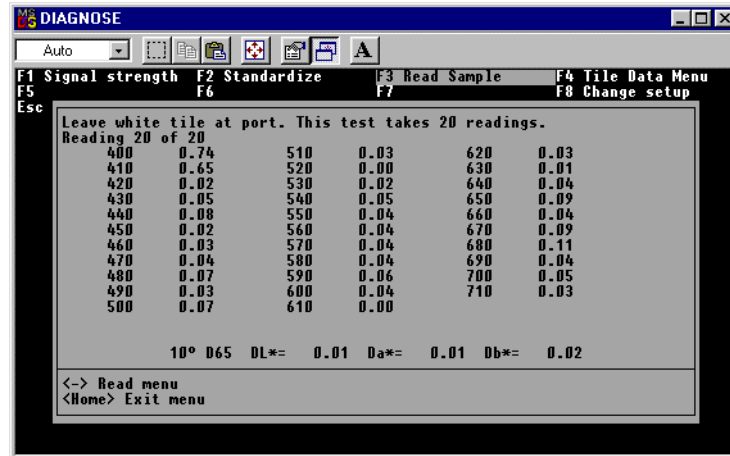 MS DOS DIAGNOSE
Auto A
F1 Signal strength F2 Standardize F3 Read Sample F4 Tile Data Menu
F5 F6 F7 F8 Change setup
Esc
Leave white tile at port. This test takes 20 readings.
Reading 20 of 20
400 0.74 510 0.03 620 0.03
410 0.65 520 0.00 630 0.01
420 0.02 530 0.02 640 0.04
430 0.05 540 0.05 650 0.09
440 0.08 550 0.04 660 0.04
450 0.02 560 0.04 670 0.09
460 0.03 570 0.04 680 0.11
470 0.04 580 0.04 690 0.04
480 0.07 590 0.06 700 0.05
490 0.03 600 0.04 710 0.03
500 0.07 610 0.00
10º D65 DL*= 0.01 Da*= 0.01 Db*= 0.02
<-> Read menu
<Home> Exit menu